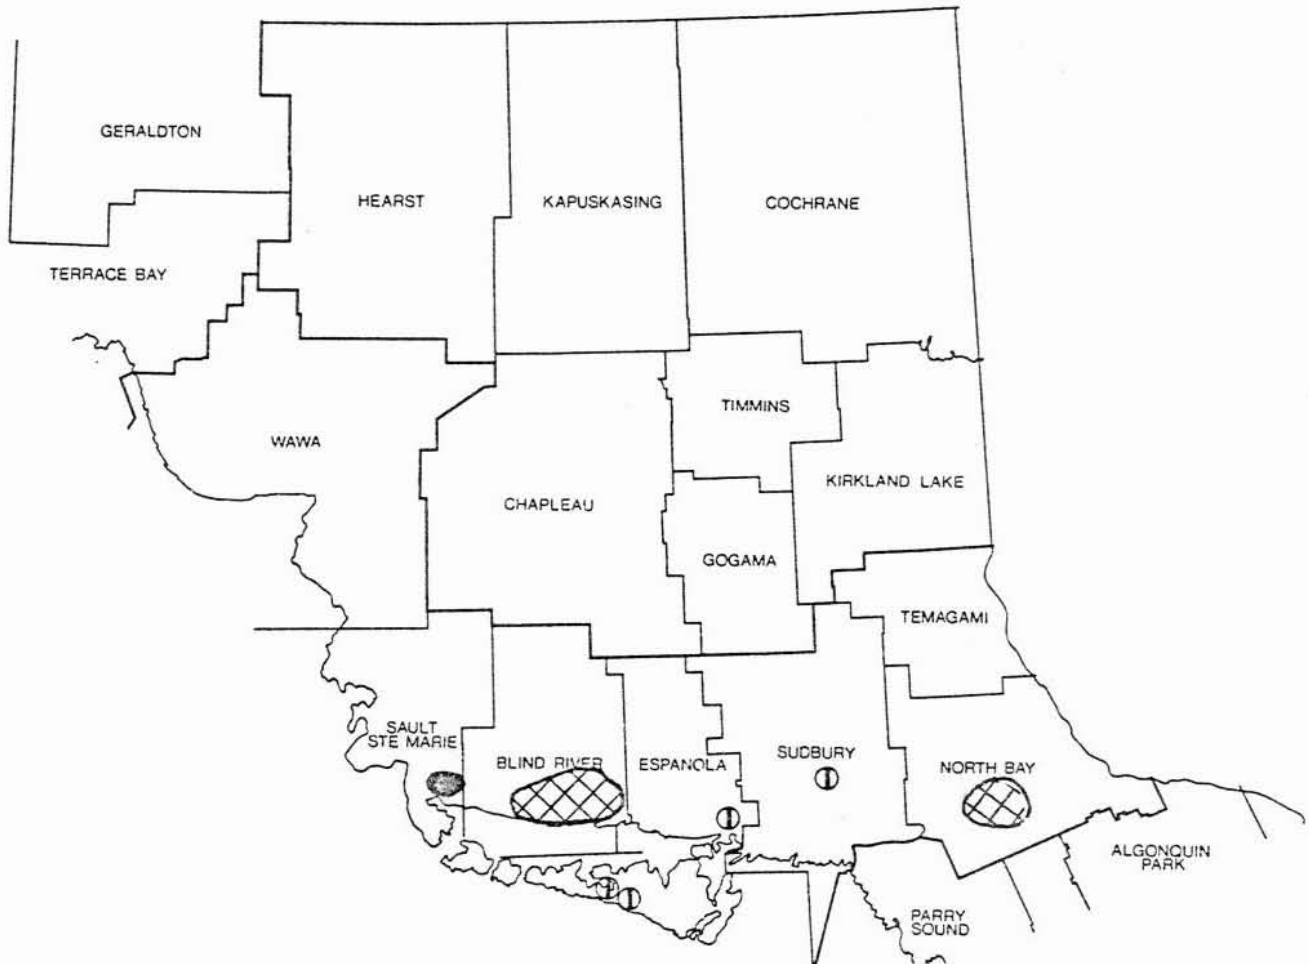 GERALDTON
HEARST
KAPUSKASING
COCHRANE
TERRACE BAY
TIMMINS
WAWA
KIRKLAND LAKE
CHAPLEAU
GOGAMA
TEMAGAMI
SAULT
STE MARIE
BLIND RIVER
ESPANOLA
SUDBURY
NORTH BAY
ALGONQUIN
PARK
PARRY
SOUND